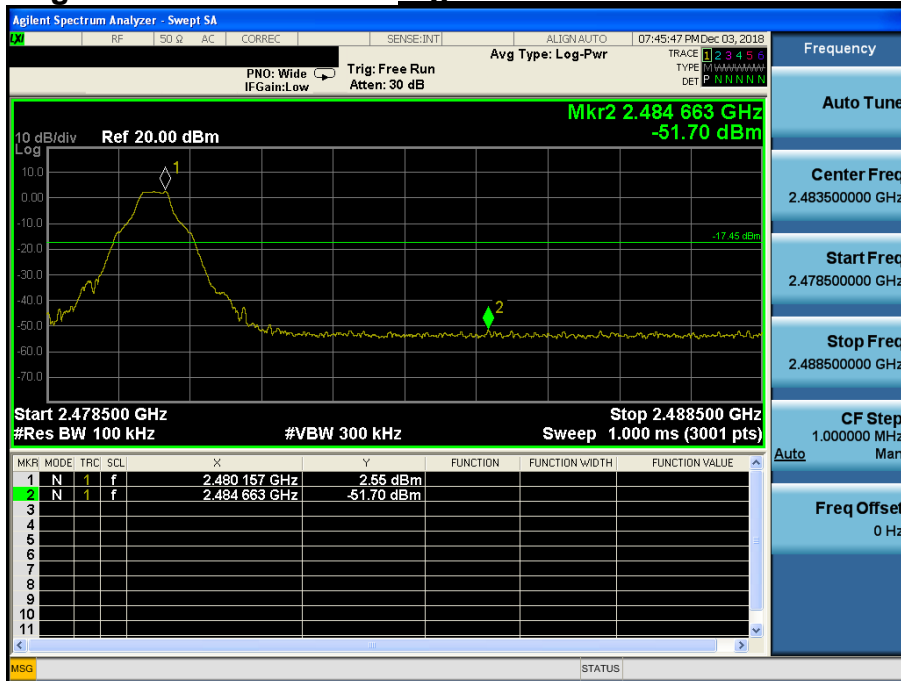 Agilent Spectrum Analyzer - Swept SA
LXI RF 50 Ω AC CORREC SENSE:INT ALIGNAUTO 07:45:47 PM Dec 03, 2018
Avg Type: Log-Pwr TRACE 1 2 3 4 5 6
PNO: Wide Trig: Free Run TYPE M WWWWW
IFGain:Low Atten: 30 dB DET P N N N N N
Mkr2 2.484 663 GHz
-51.70 dBm
10 dB/div Ref 20.00 dBm
Log
10.0
0.00
-10.0
-20.0
-30.0
-40.0
-50.0
-60.0
-70.0
1
-17.45 dBm
2
Start 2.478500 GHz Stop 2.488500 GHz
#Res BW 100 kHz #VBW 300 kHz Sweep 1.000 ms (3001 pts)
MKR MODE TRC SCL X Y FUNCTION FUNCTION WIDTH FUNCTION VALUE
1 N 1 f 2.480 157 GHz 2.55 dBm
2 N 1 f 2.484 663 GHz -51.70 dBm
3
4
5
6
7
8
9
10
11
MSG STATUS
Frequency
Auto Tune
Center Freq
2.483500000 GHz
Start Freq
2.478500000 GHz
Stop Freq
2.488500000 GHz
CF Step
1.000000 MHz
Auto Man
Freq Offset
0 Hz